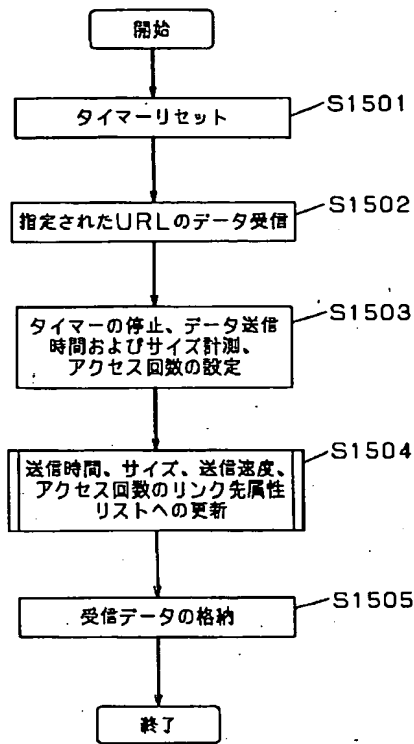 開始
タイマーリセット
S1501
指定されたURLのデータ受信
S1502
タイマーの停止、データ送信
時間およびサイズ計測、
アクセス回数の設定
S1503
送信時間、サイズ、送信速度、
アクセス回数のリンク先属性
リストへの更新
S1504
受信データの格納
S1505
終了